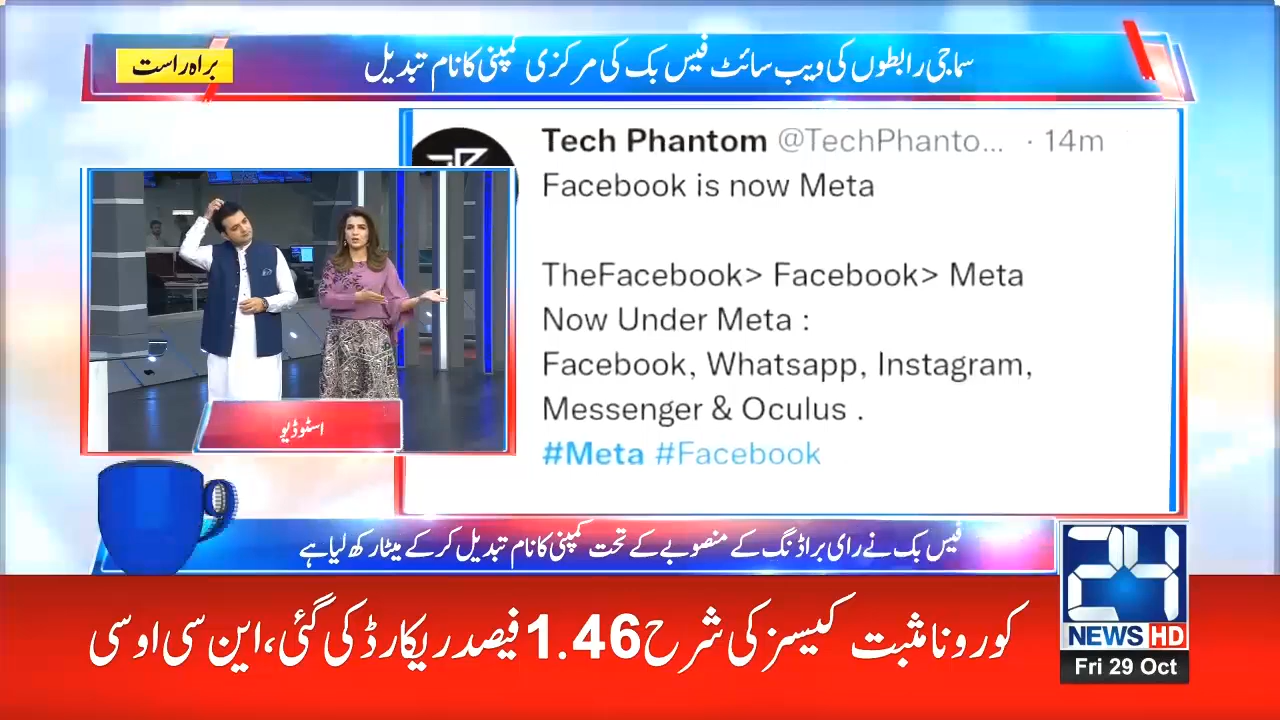 سماجی رابطوں کی ویب سائٹ فیس بک کی مرکزی کمپنی کا نام تبدیل
براہ راست
Tech Phantom @TechPhanto... · 14m
Facebook is now Meta
TheFacebook> Facebook> Meta
Now Under Meta :
Facebook, Whatsapp, Instagram,
Messenger & Oculus .
#Meta #Facebook
اسٹوڈیو
فیس بک نے رای براڈنگ کے منصوبے کے تحت کمپنی کا نام تبدیل کر کے میٹا رکھ لیا ہے
24
NEWS HD
Fri 29 Oct
کورونا مثبت کیسز کی شرح 1.46 فیصد ریکارڈ کی گئی، این سی او سی